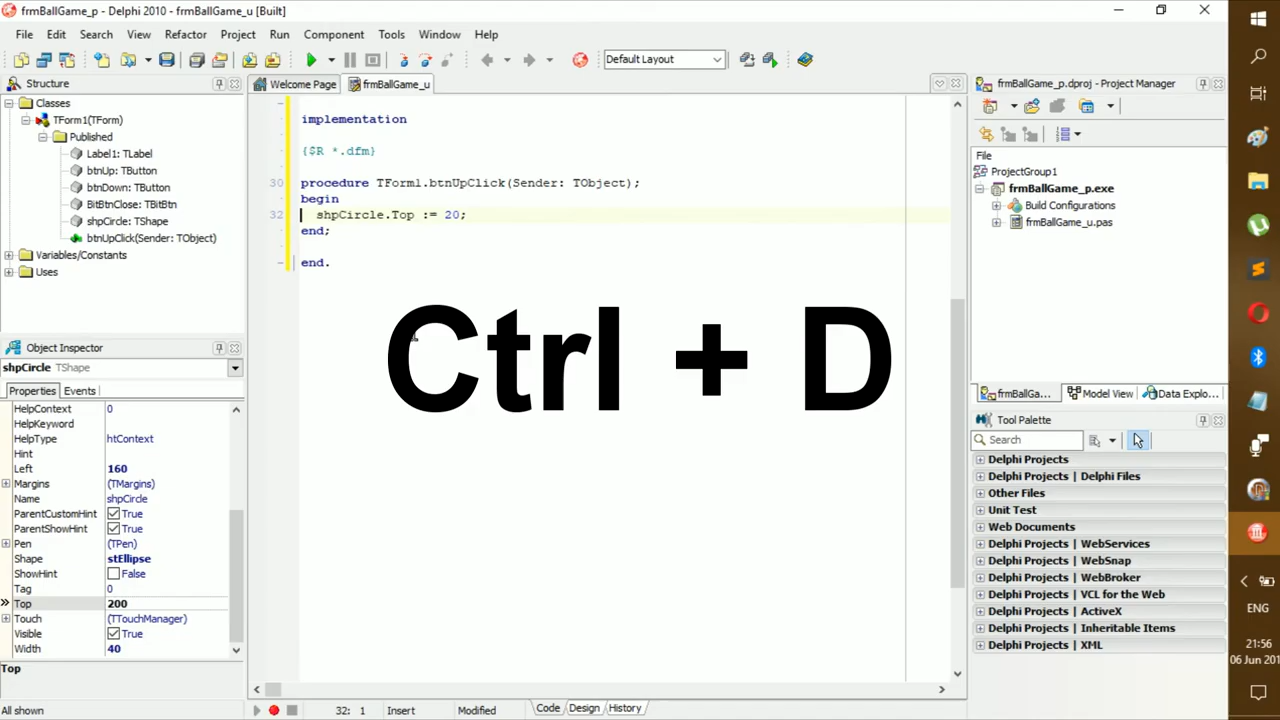 frmBallGame_p - Delphi 2010 - frmBallGame_u [Built]
File Edit Search View Refactor Project Run Component Tools Window Help
Default Layout
Structure
Classes
TForm1(TForm)
Published
Label1: TLabel
btnUp: TButton
btnDown: TButton
BitBtnClose: TBitBtn
shpCircle: TShape
btnUpClick(Sender: TObject)
Variables/Constants
Uses
Object Inspector
shpCircle TShape
Properties Events
HelpContext 0
HelpKeyword
HelpType htContext
Hint
Left 160
Margins (TMargins)
Name shpCircle
ParentCustomHint True
ParentShowHint True
Pen (TPen)
Shape stEllipse
ShowHint False
Tag 0
Top 200
Touch (TTouchManager)
Visible True
Width 40
Top
All shown
Welcome Page frmBallGame_u
implementation
{$R *.dfm}
30 procedure TForm1.btnUpClick(Sender: TObject);
begin
32 shpCircle.Top := 20;
end;
end.
Ctrl + D
32: 1 Insert Modified Code Design History
frmBallGame_p.dproj - Project Manager
File
ProjectGroup1
frmBallGame_p.exe
Build Configurations
frmBallGame_u.pas
frmBallGa... Model View Data Explo...
Tool Palette
Search
Delphi Projects
Delphi Projects | Delphi Files
Other Files
Unit Test
Web Documents
Delphi Projects | WebServices
Delphi Projects | WebSnap
Delphi Projects | WebBroker
Delphi Projects | VCL for the Web
Delphi Projects | ActiveX
Delphi Projects | Inheritable Items
Delphi Projects | XML
ENG
21:56
06 Jun 201